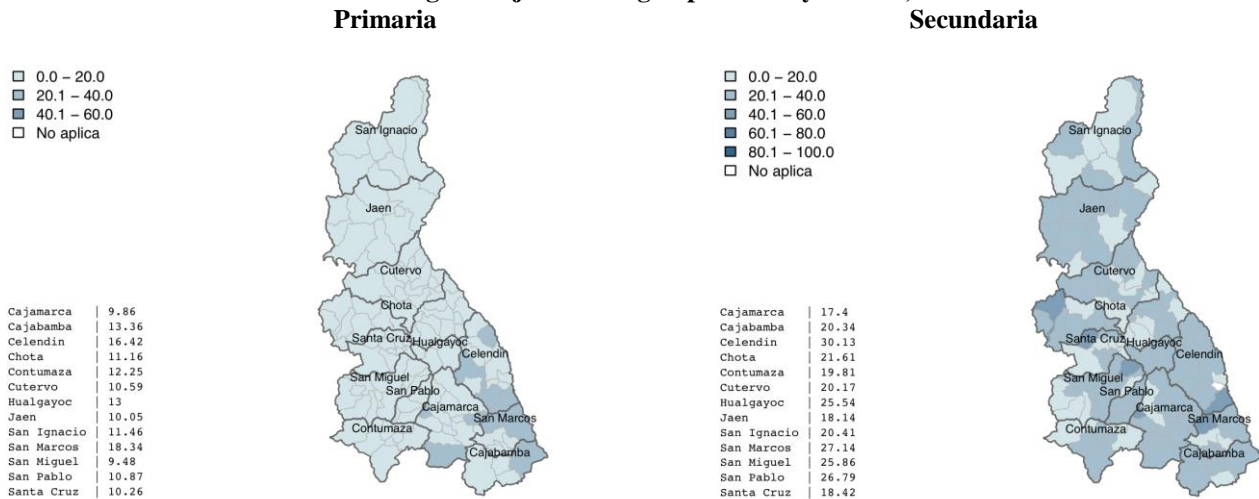 Primaria
0.0 – 20.0
20.1 – 40.0
40.1 – 60.0
No aplica
San Ignacio
Jaen
Cutervo
Chota
Santa Cruz
Hualgayoc
Celendin
San Miguel
San Pablo
Cajamarca
San Marcos
Contumaza
Cajabamba
Cajamarca | 9.86
Cajabamba | 13.36
Celendin | 16.42
Chota | 11.16
Contumaza | 12.25
Cutervo | 10.59
Hualgayoc | 13
Jaen | 10.05
San Ignacio | 11.46
San Marcos | 18.34
San Miguel | 9.48
San Pablo | 10.87
Santa Cruz | 10.26
Secundaria
0.0 – 20.0
20.1 – 40.0
40.1 – 60.0
60.1 – 80.0
80.1 – 100.0
No aplica
San Ignacio
Jaen
Cutervo
Chota
Santa Cruz
Hualgayoc
Celendin
San Miguel
San Pablo
Cajamarca
San Marcos
Contumaza
Cajabamba
Cajamarca | 17.4
Cajabamba | 20.34
Celendin | 30.13
Chota | 21.61
Contumaza | 19.81
Cutervo | 20.17
Hualgayoc | 25.54
Jaen | 18.14
San Ignacio | 20.41
San Marcos | 27.14
San Miguel | 25.86
San Pablo | 26.79
Santa Cruz | 18.42